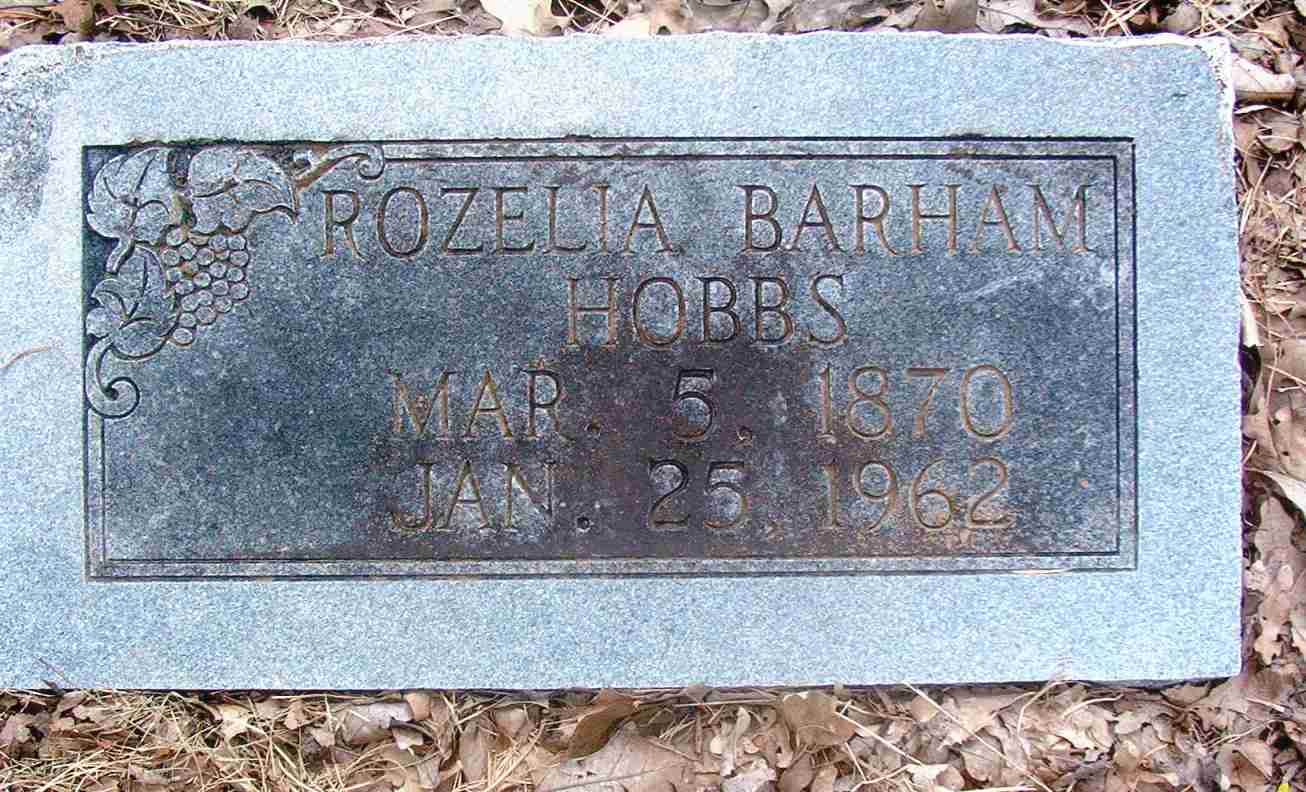 ROZELIA BARHAM
HOBBS
MAR. 5, 1870
JAN. 25, 1962